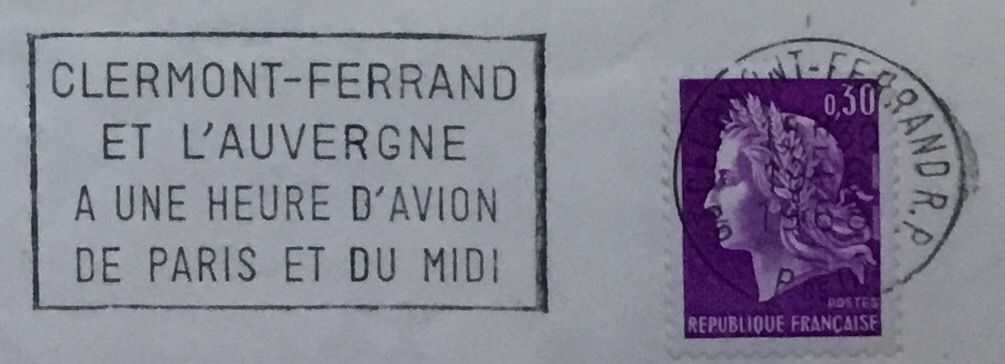 CLERMONT-FERRAND
ET L'AUVERGNE
A UNE HEURE D'AVION
DE PARIS ET DU MIDI
0,30
POSTES
REPUBLIQUE FRANÇAISE
R.P.